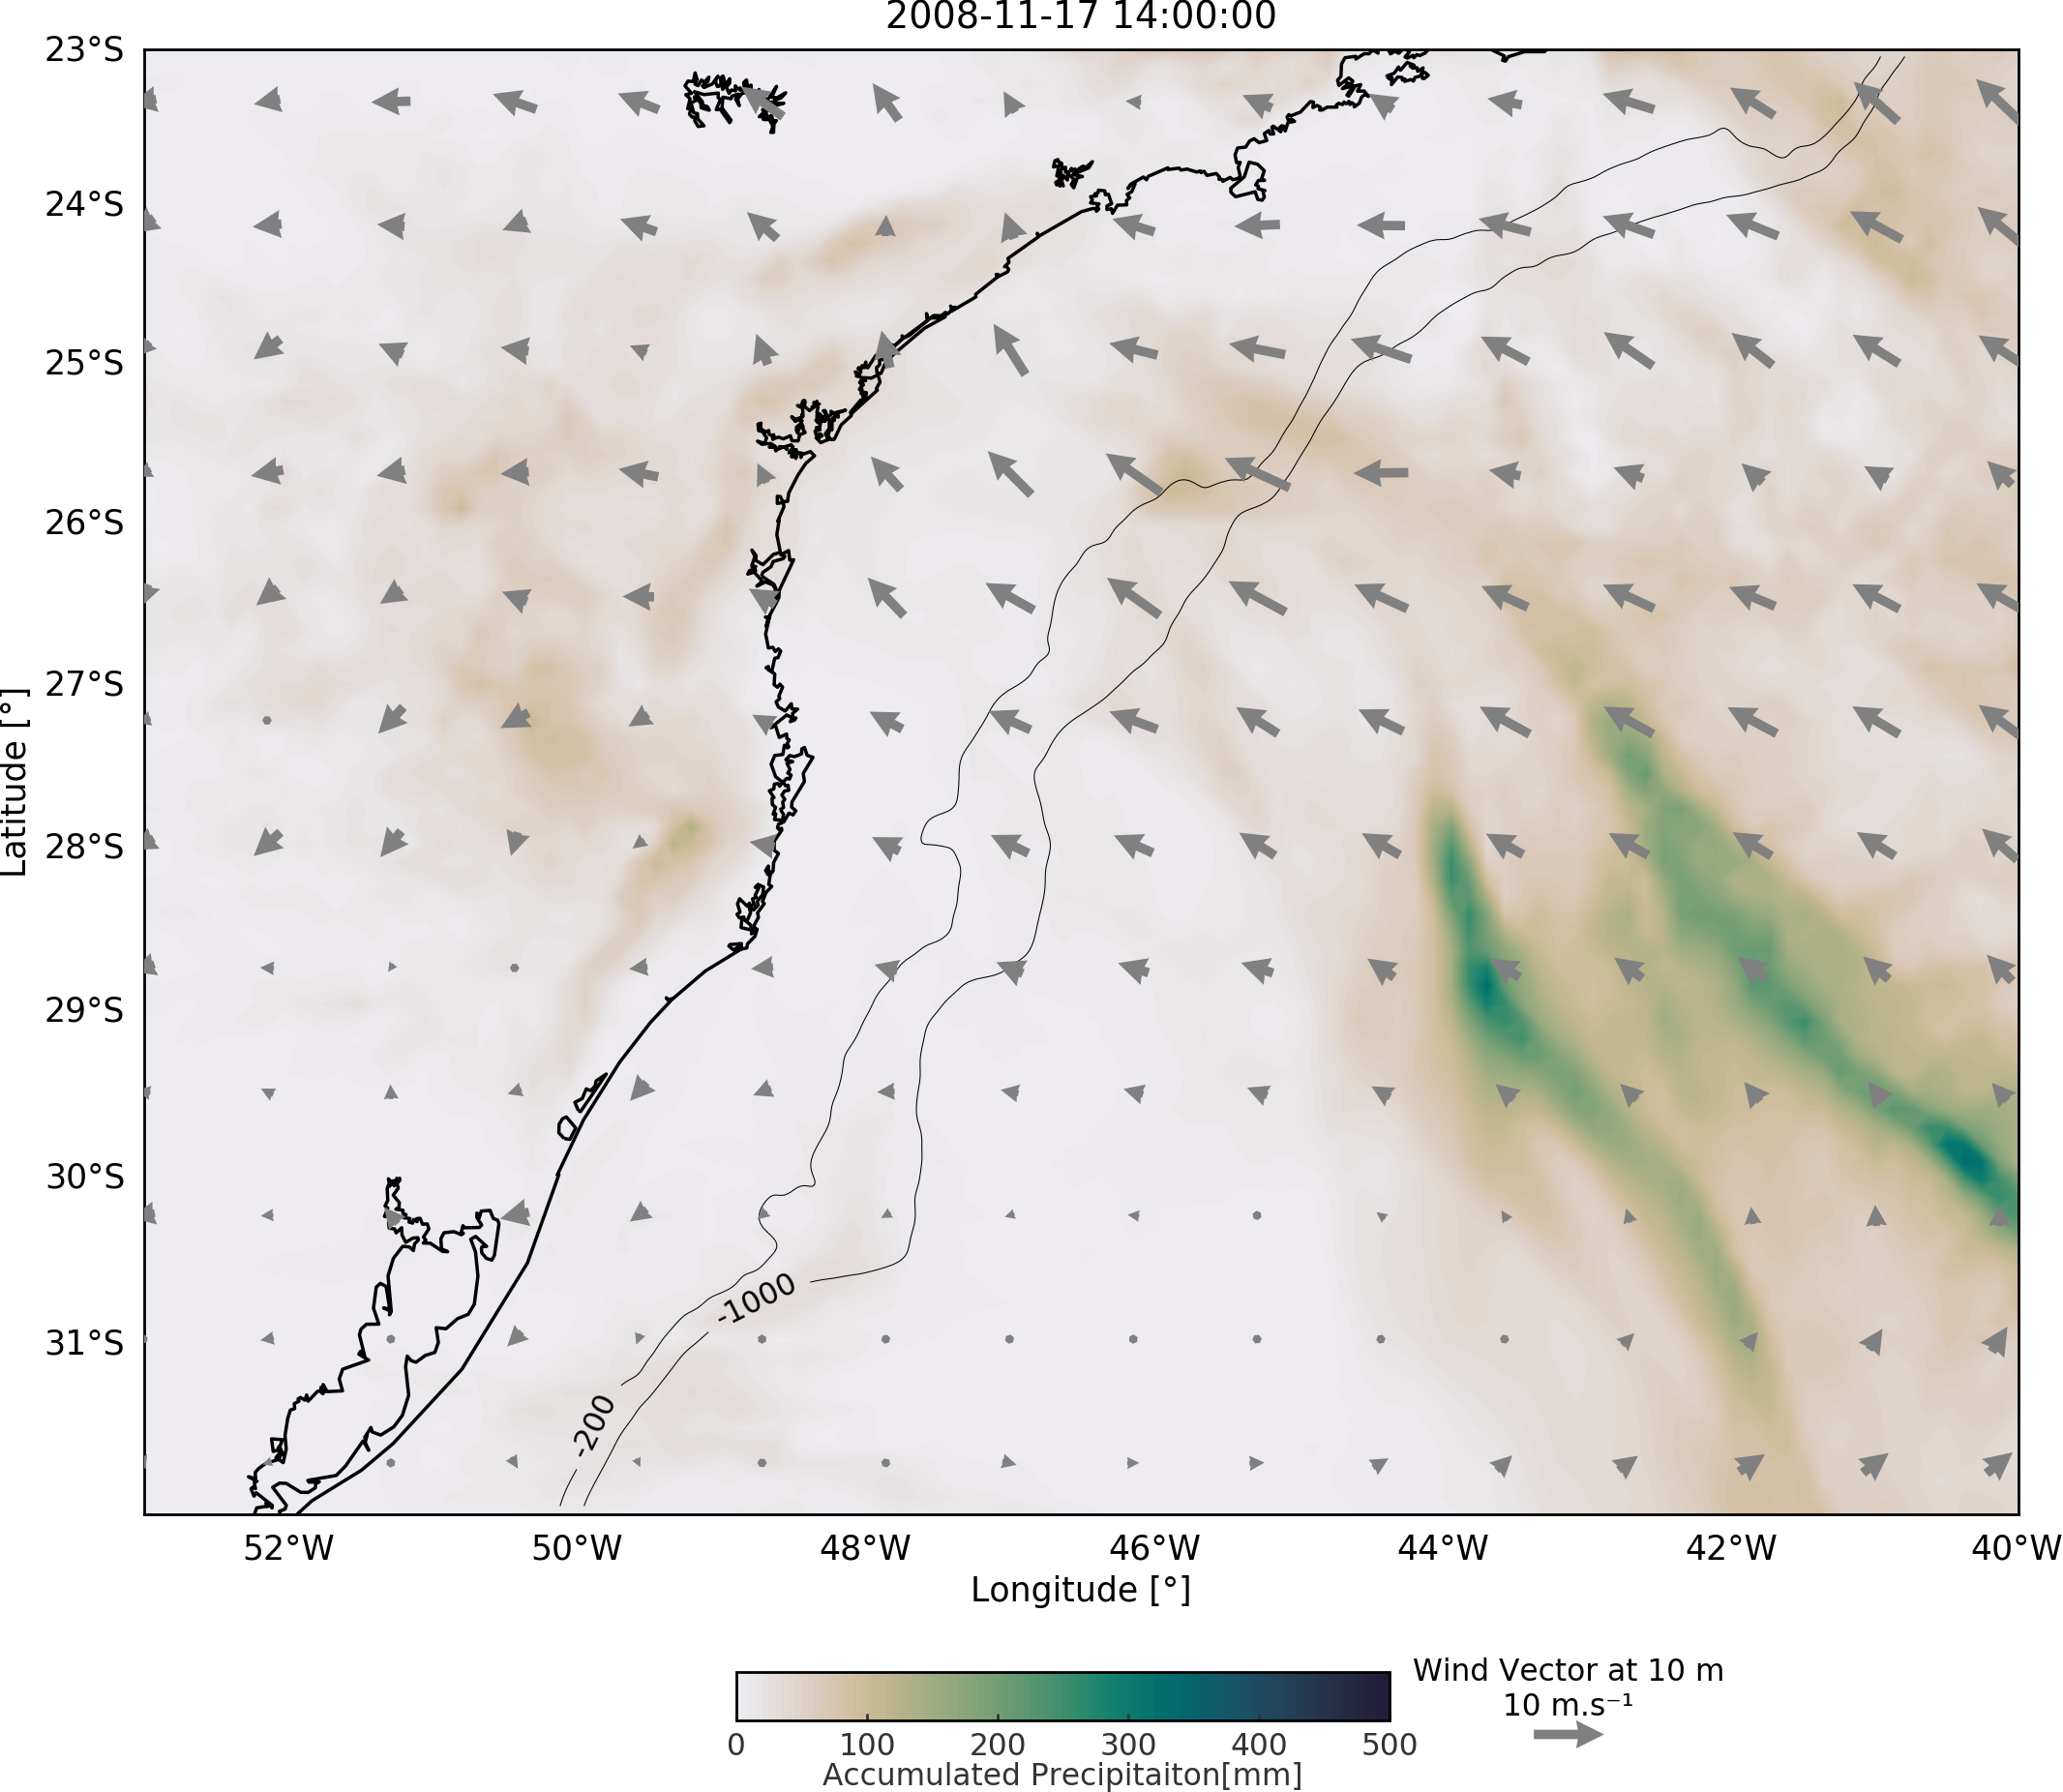 2008-11-17 14:00:00
23°S
24°S
25°S
26°S
27°S
28°S
29°S
30°S
31°S
Latitude [°]
-1000
-200
52°W 50°W 48°W 46°W 44°W 42°W 40°W
Longitude [°]
Wind Vector at 10 m
10 m.s⁻¹
0 100 200 300 400 500
Accumulated Precipitaiton[mm]